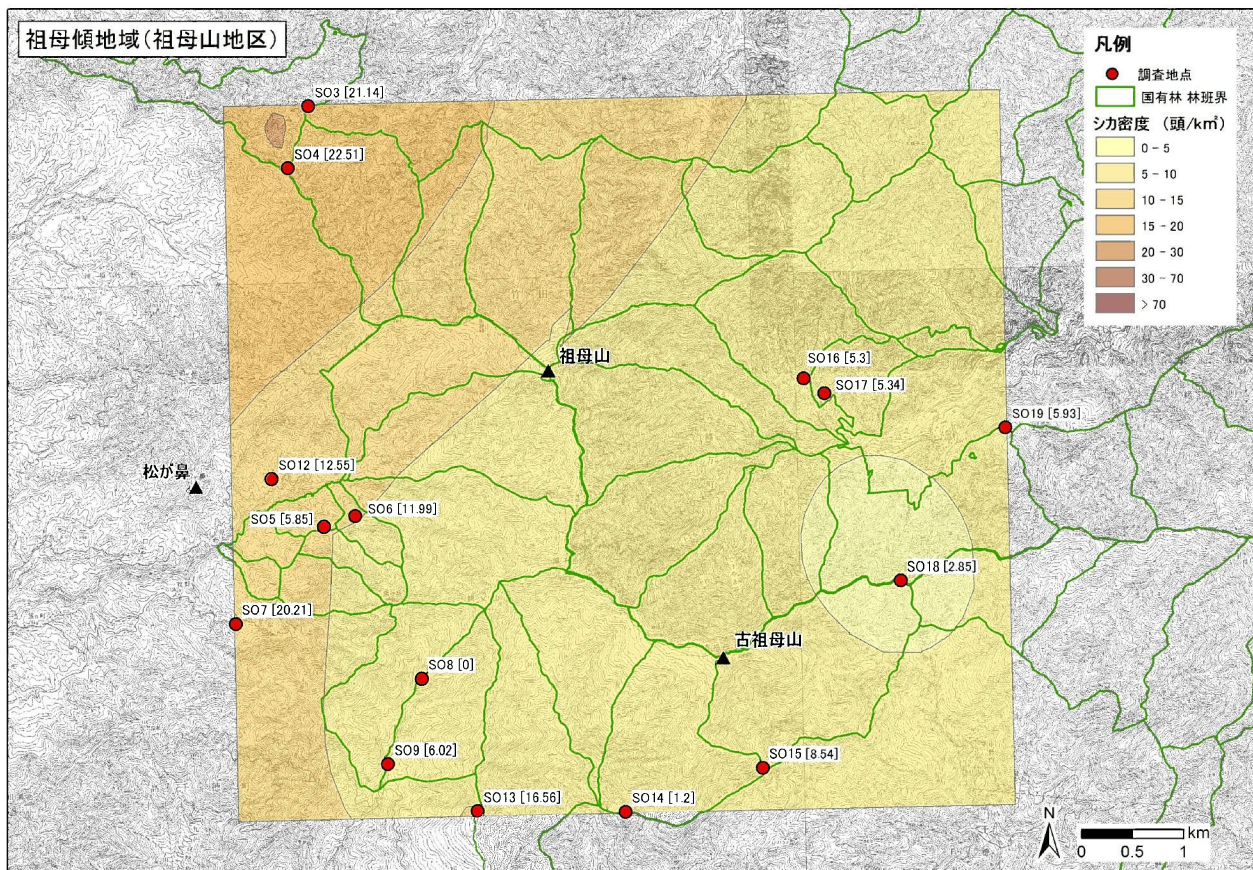 祖母傾地域(祖母山地区)
凡例
調査地点
国有林 林班界
シカ密度 (頭/km²)
0 - 5
5 - 10
10 - 15
15 - 20
20 - 30
30 - 70
> 70
SO3 [21.14]
SO4 [22.51]
祖母山
SO16 [5.3]
SO17 [5.34]
SO19 [5.93]
松が鼻
SO12 [12.55]
SO6 [11.99]
SO5 [5.85]
SO18 [2.85]
SO7 [20.21]
古祖母山
SO8 [0]
SO9 [6.02]
SO15 [8.54]
SO13 [16.56]
SO14 [1.2]
N
km
0 0.5 1